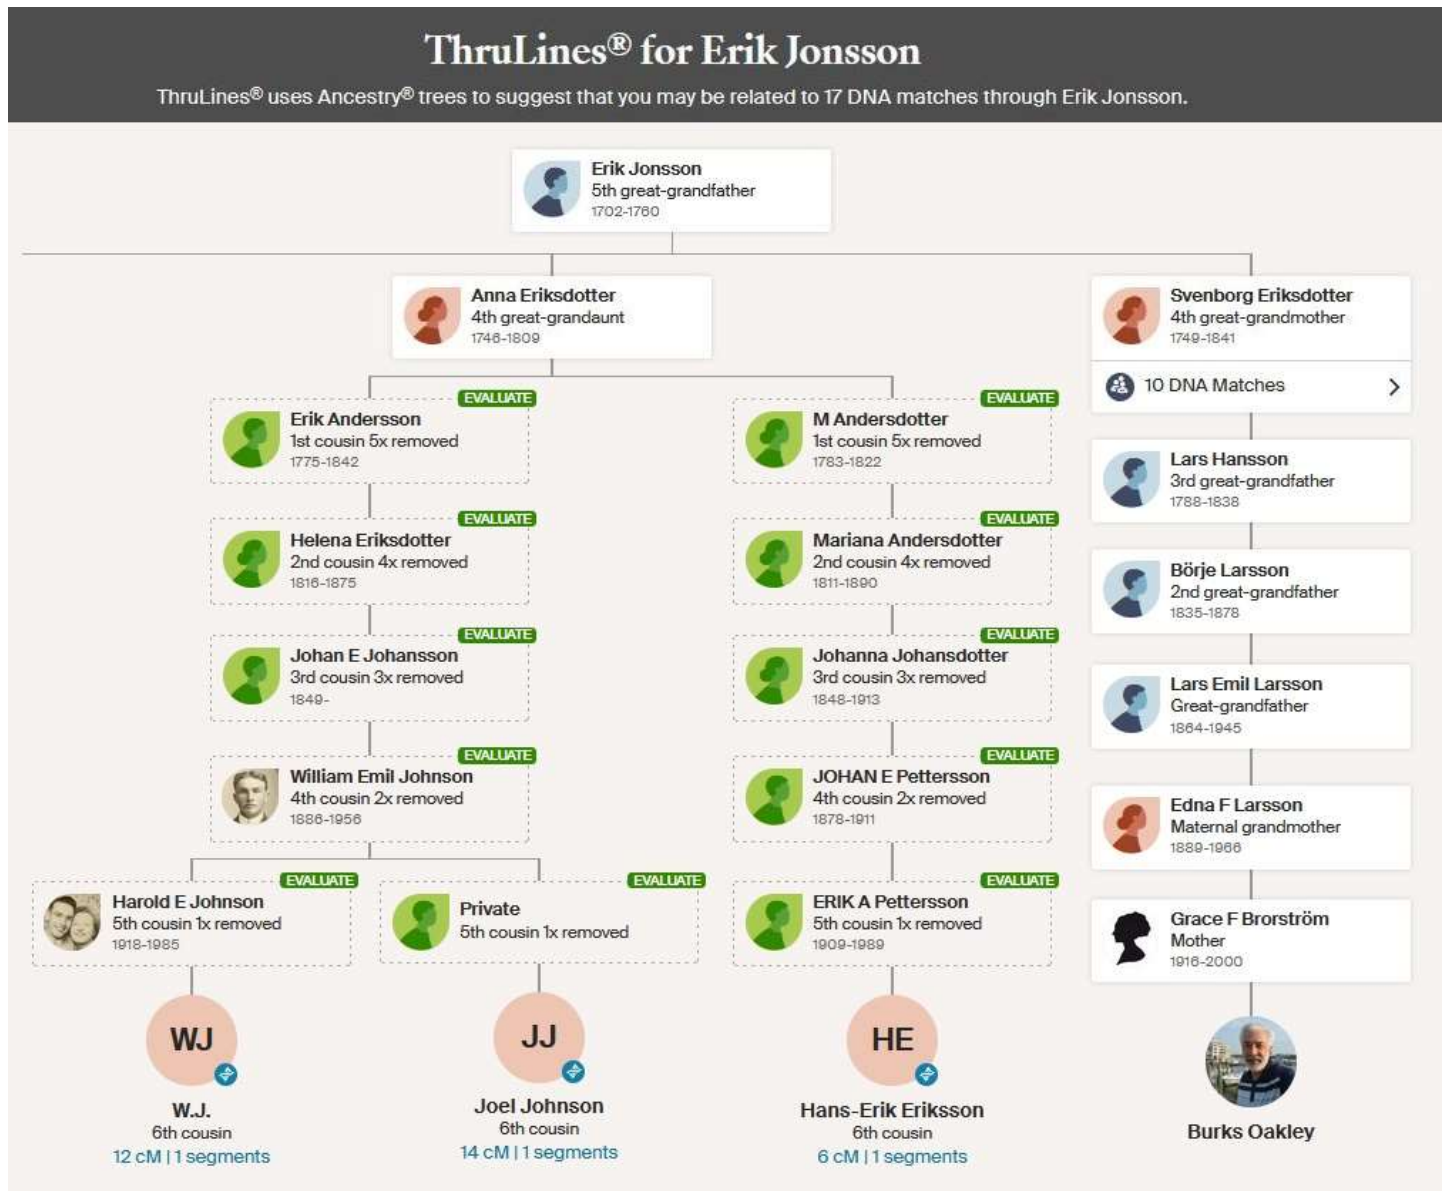 ThruLines® for Erik Jonsson
ThruLines® uses Ancestry® trees to suggest that you may be related to 17 DNA matches through Erik Jonsson.
Erik Jonsson
5th great-grandfather
1702-1760
Anna Eriksdotter
4th great-grandaunt
1746-1809
Svenborg Eriksdotter
4th great-grandmother
1749-1841
10 DNA Matches
EVALUATE
Erik Andersson
1st cousin 5x removed
1775-1842
EVALUATE
M Andersdotter
1st cousin 5x removed
1783-1822
Lars Hansson
3rd great-grandfather
1788-1838
EVALUATE
Helena Eriksdotter
2nd cousin 4x removed
1816-1875
EVALUATE
Mariana Andersdotter
2nd cousin 4x removed
1811-1890
Börje Larsson
2nd great-grandfather
1835-1878
EVALUATE
Johan E Johansson
3rd cousin 3x removed
1849-
EVALUATE
Johanna Johansdotter
3rd cousin 3x removed
1848-1913
Lars Emil Larsson
Great-grandfather
1864-1945
EVALUATE
William Emil Johnson
4th cousin 2x removed
1886-1956
EVALUATE
JOHAN E Pettersson
4th cousin 2x removed
1878-1911
Edna F Larsson
Maternal grandmother
1889-1966
EVALUATE
Harold E Johnson
5th cousin 1x removed
1918-1985
EVALUATE
Private
5th cousin 1x removed
EVALUATE
ERIK A Pettersson
5th cousin 1x removed
1909-1989
Grace F Brorström
Mother
1916-2000
WJ
W.J.
6th cousin
12 cM | 1 segments
JJ
Joel Johnson
6th cousin
14 cM | 1 segments
HE
Hans-Erik Eriksson
6th cousin
6 cM | 1 segments
Burks Oakley